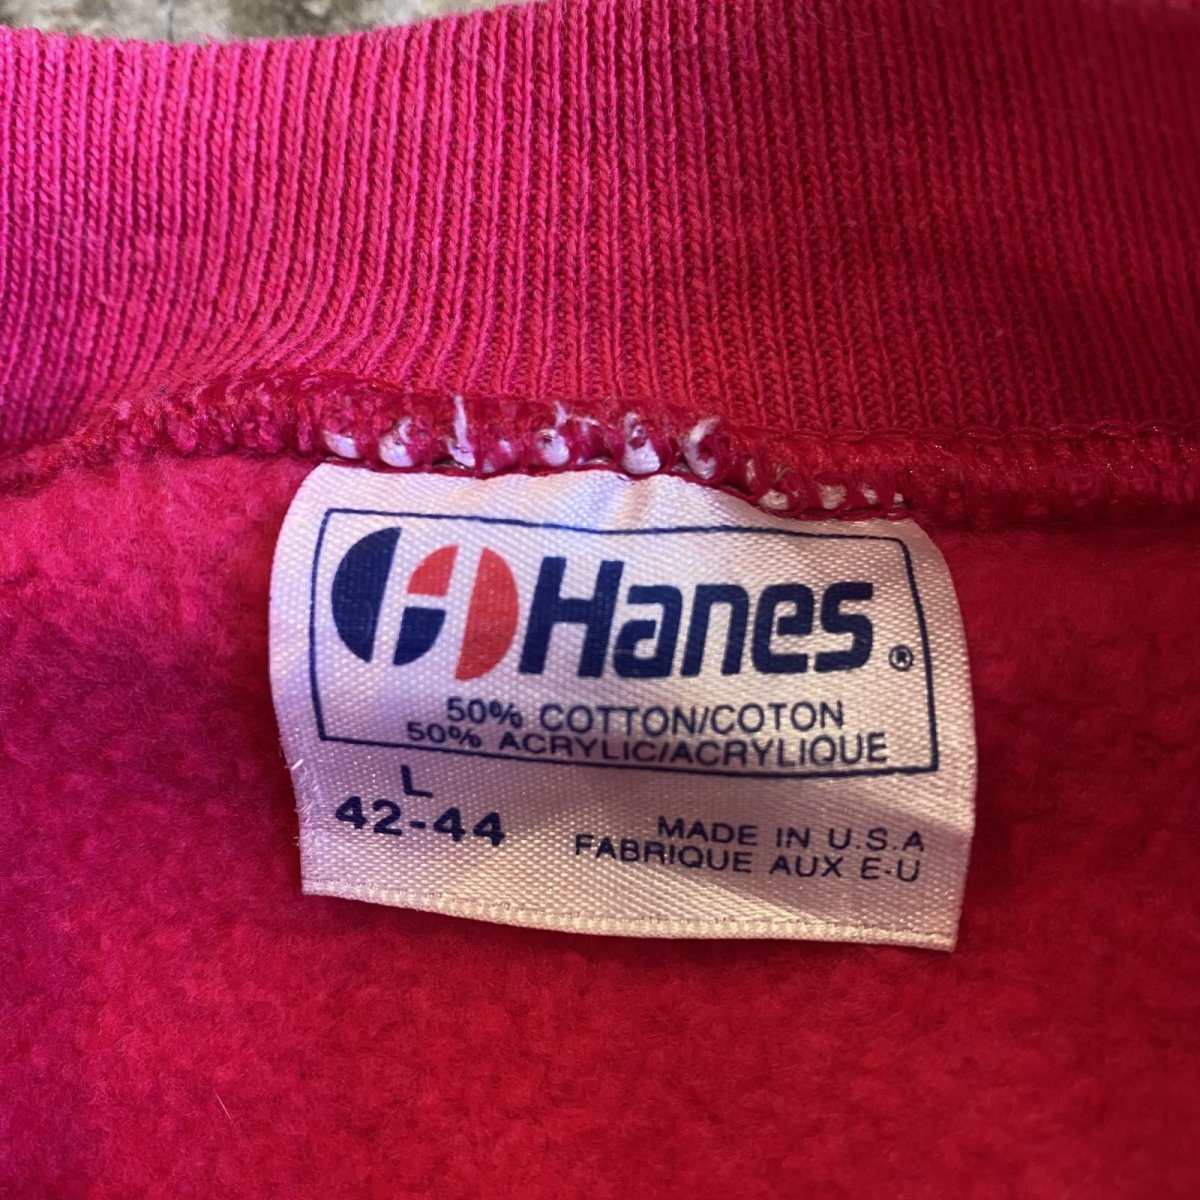 Hanes®
50% COTTON/COTON
50% ACRYLIC/ACRYLIQUE
L
42-44
MADE IN U.S.A
FABRIQUE AUX E-U